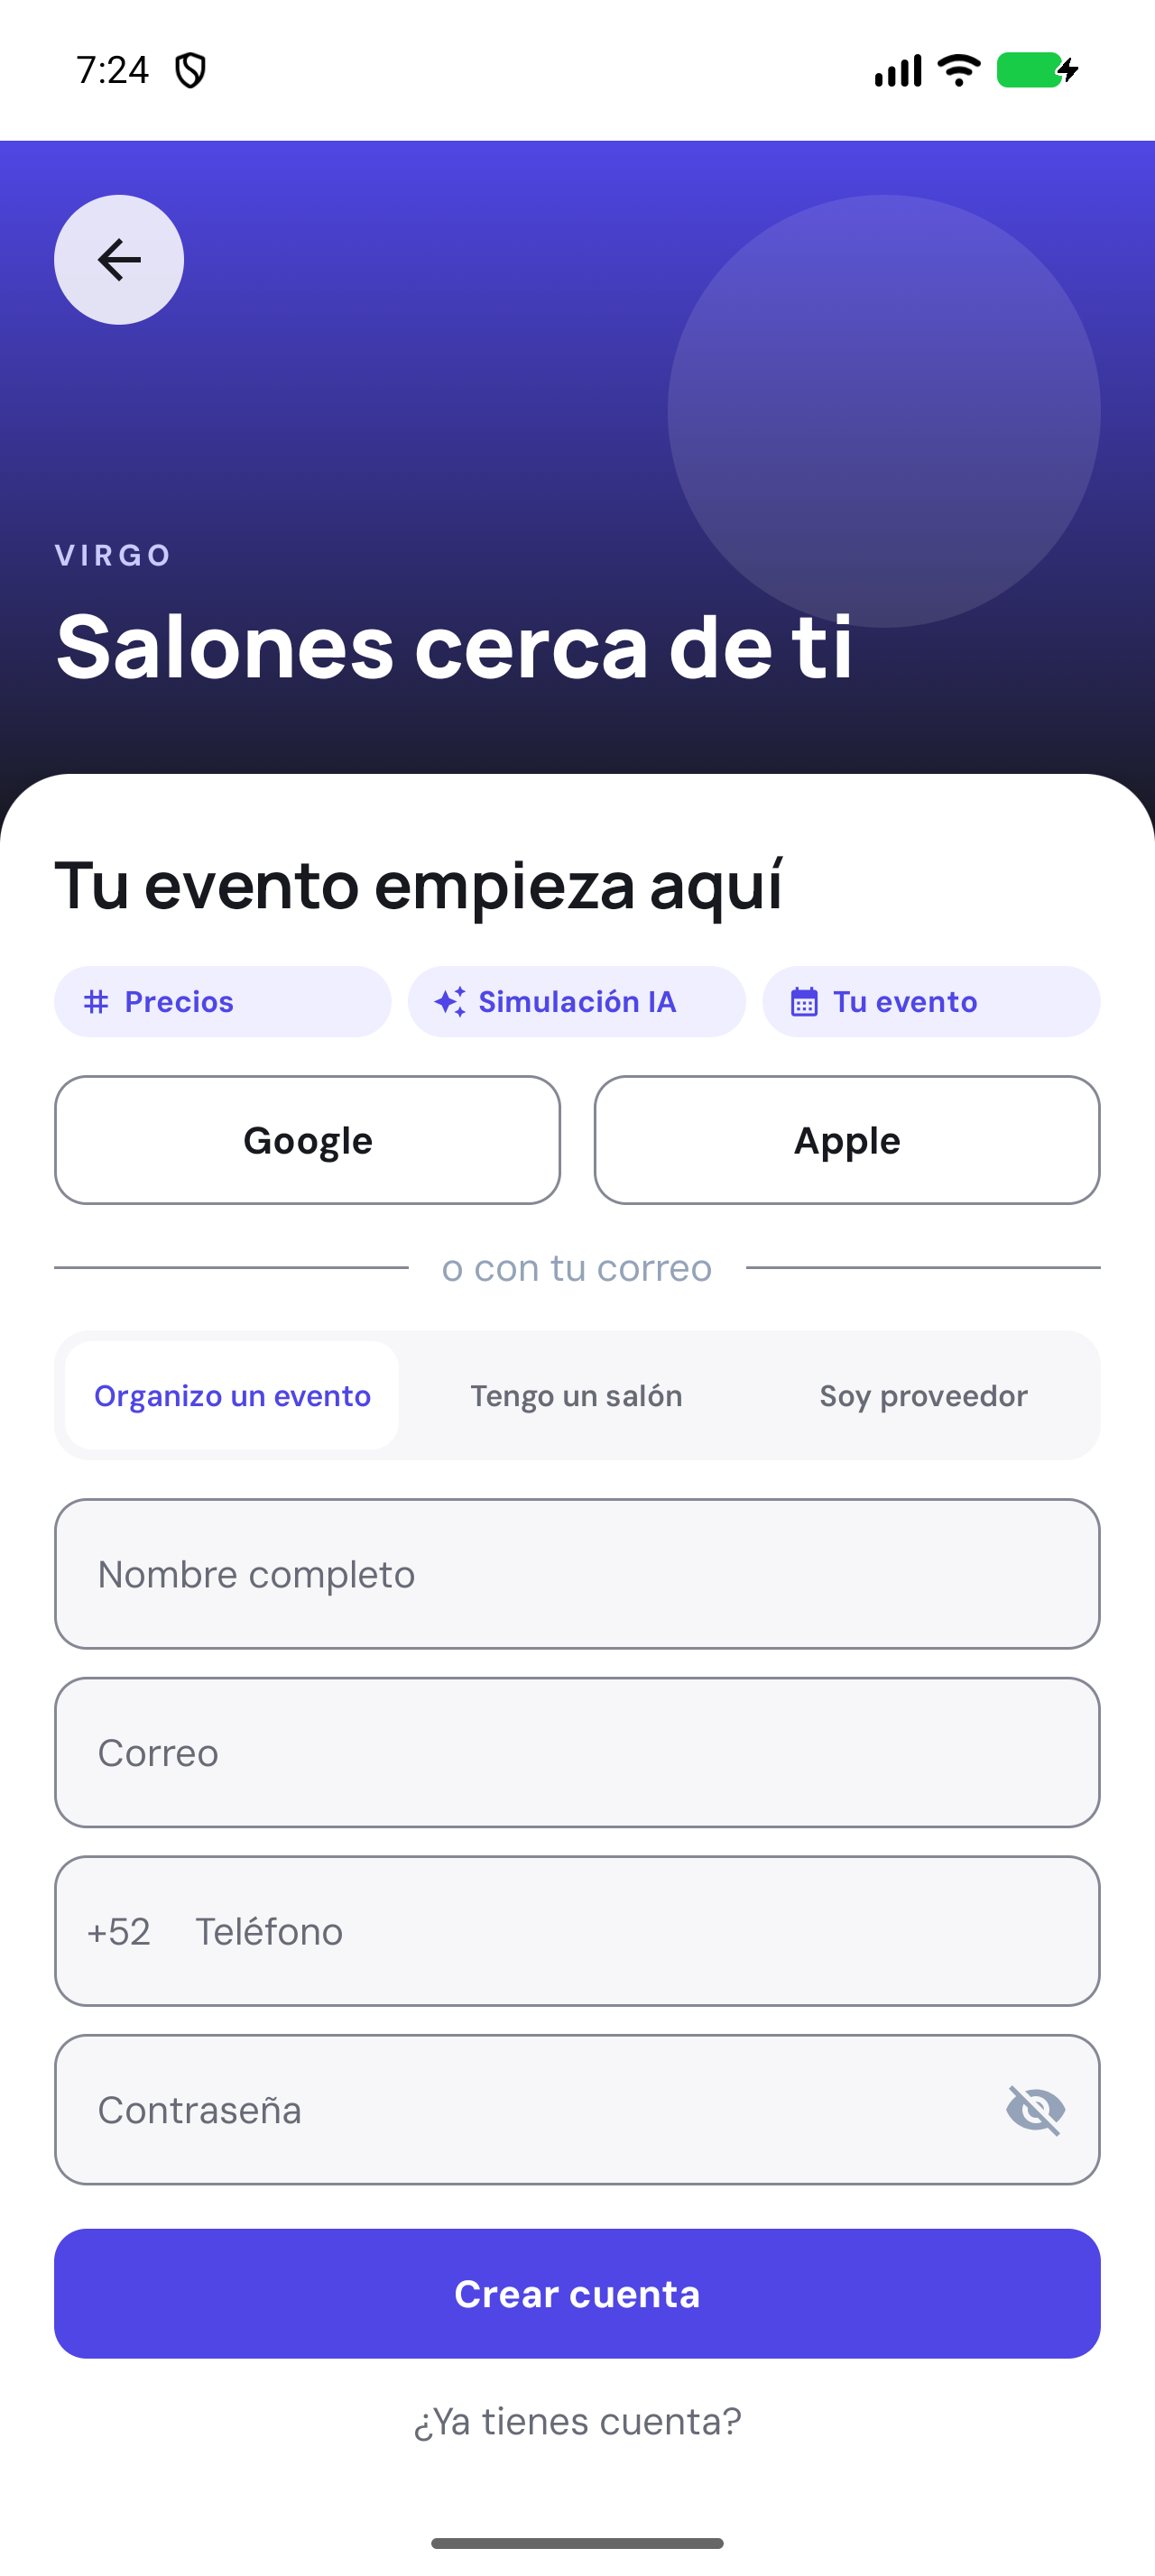 7:24
VIRGO
Salones cerca de ti
Tu evento empieza aquí
Precios
Simulación IA
Tu evento
Google
Apple
o con tu correo
Organizo un evento
Tengo un salón
Soy proveedor
Nombre completo
Correo
+52 Teléfono
Contraseña
Crear cuenta
¿Ya tienes cuenta?